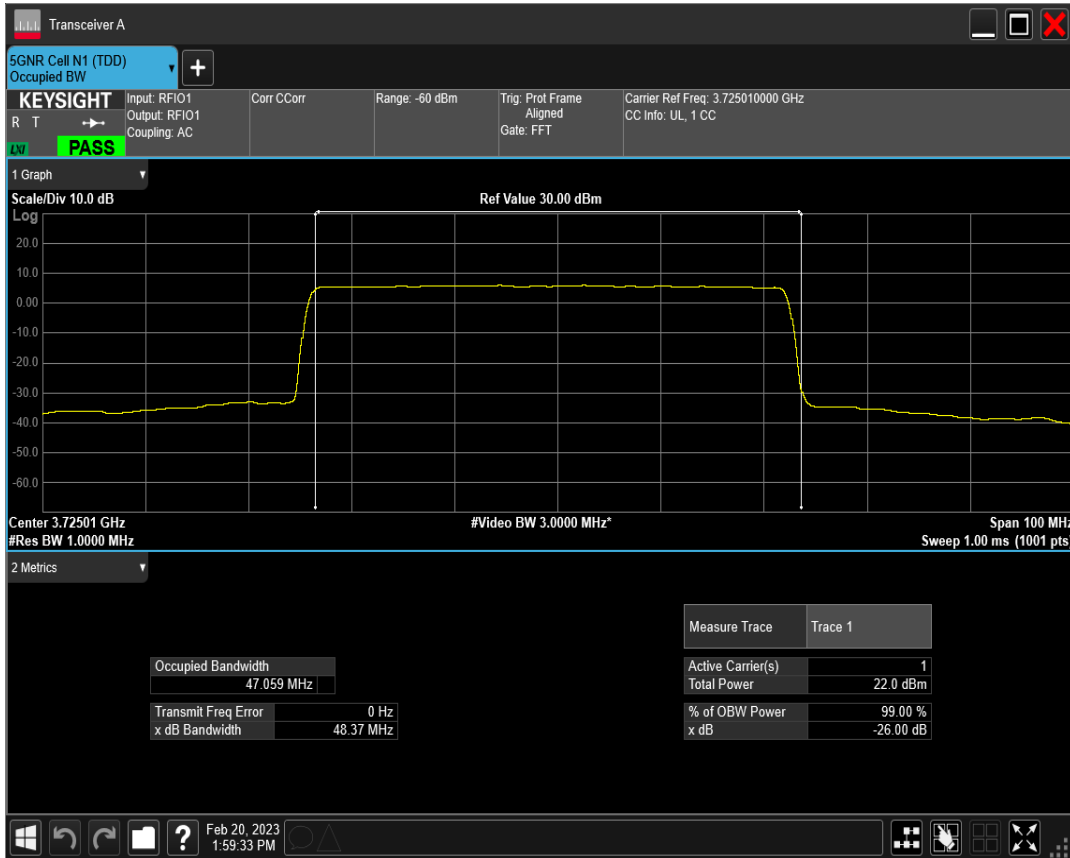 Transceiver A
5GNR Cell N1 (TDD)
Occupied BW
+
KEYSIGHT
R T
LXI
PASS
Input: RFIO1
Output: RFIO1
Coupling: AC
Corr CCorr
Range: -60 dBm
Trig: Prot Frame
Aligned
Gate: FFT
Carrier Ref Freq: 3.725010000 GHz
CC Info: UL, 1 CC
1 Graph
Scale/Div 10.0 dB
Ref Value 30.00 dBm
Log
20.0
10.0
0.00
-10.0
-20.0
-30.0
-40.0
-50.0
-60.0
Center 3.72501 GHz
#Video BW 3.0000 MHz*
Span 100 MHz
#Res BW 1.0000 MHz
Sweep 1.00 ms (1001 pts)
2 Metrics
Measure Trace Trace 1
Occupied Bandwidth
47.059 MHz
Active Carrier(s) 1
Total Power 22.0 dBm
Transmit Freq Error 0 Hz
x dB Bandwidth 48.37 MHz
% of OBW Power 99.00 %
x dB -26.00 dB
?
Feb 20, 2023
1:59:33 PM